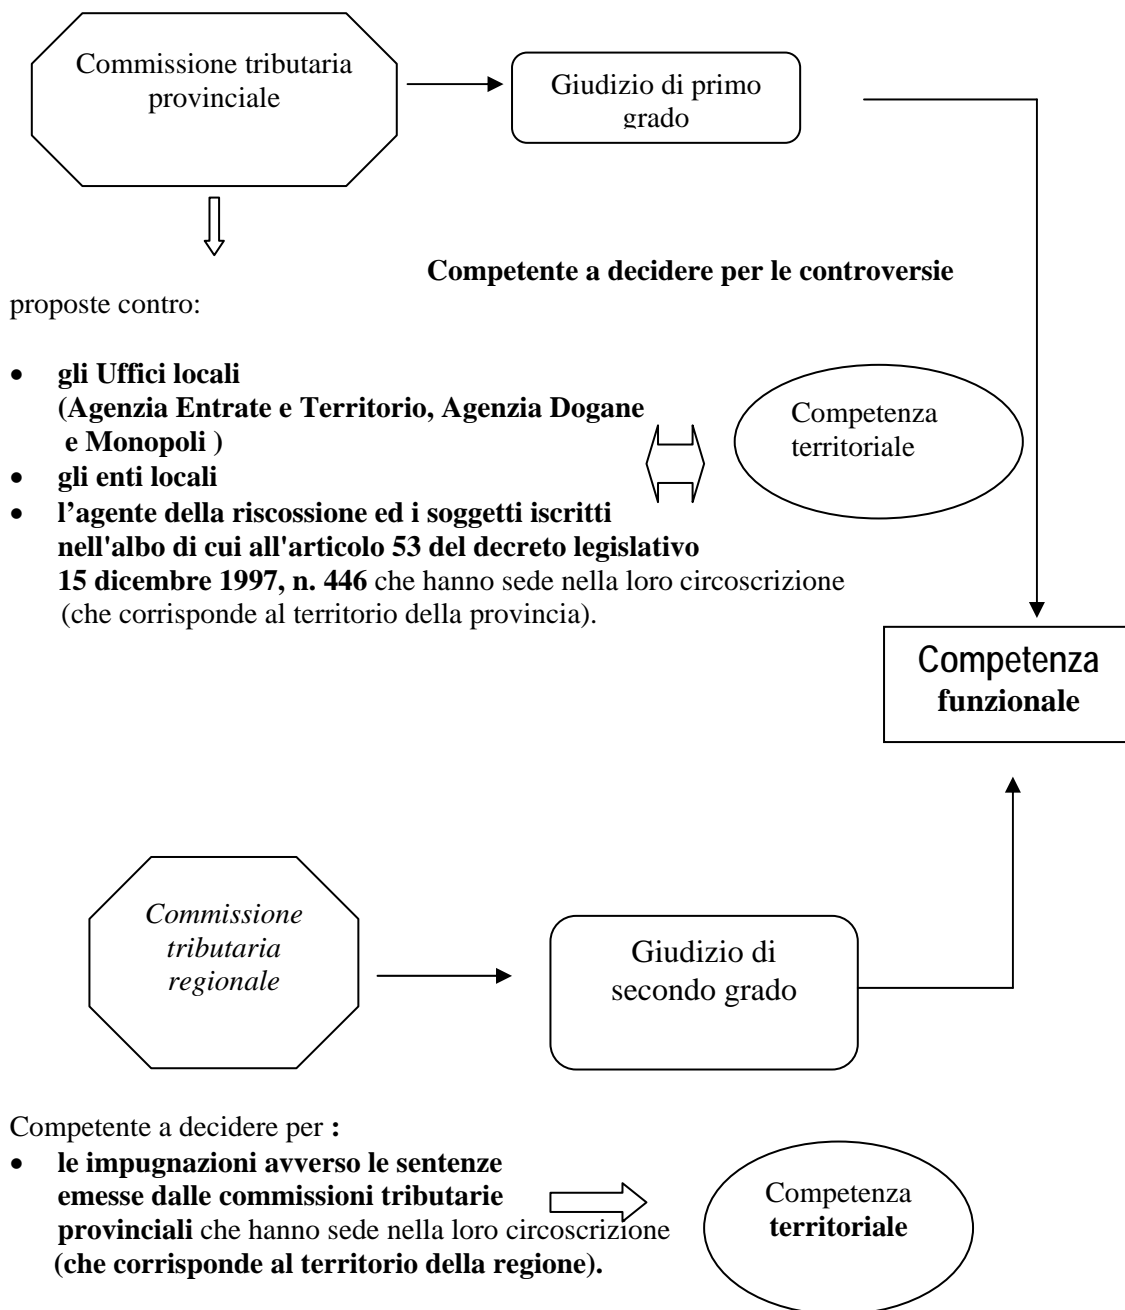 Commissione tributaria
provinciale
Giudizio di primo
grado
Competente a decidere per le controversie
proposte contro:
• gli Uffici locali
(Agenzia Entrate e Territorio, Agenzia Dogane
e Monopoli )
• gli enti locali
• l’agente della riscossione ed i soggetti iscritti
nell'albo di cui all'articolo 53 del decreto legislativo
15 dicembre 1997, n. 446 che hanno sede nella loro circoscrizione
(che corrisponde al territorio della provincia).
Competenza
territoriale
Competenza
funzionale
Commissione
tributaria
regionale
Giudizio di
secondo grado
Competente a decidere per :
• le impugnazioni avverso le sentenze
emesse dalle commissioni tributarie
provinciali che hanno sede nella loro circoscrizione
(che corrisponde al territorio della regione).
Competenza
territoriale